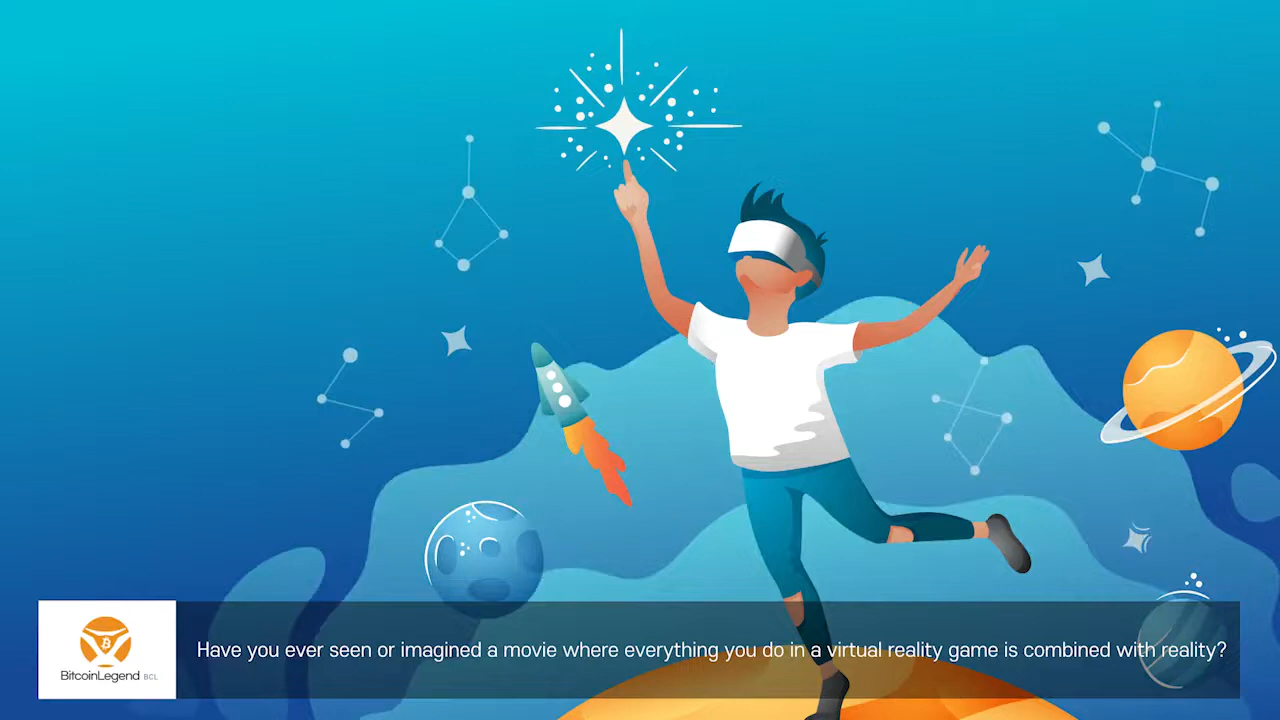 BitcoinLegend BCL
Have you ever seen or imagined a movie where everything you do in a virtual reality game is combined with reality?